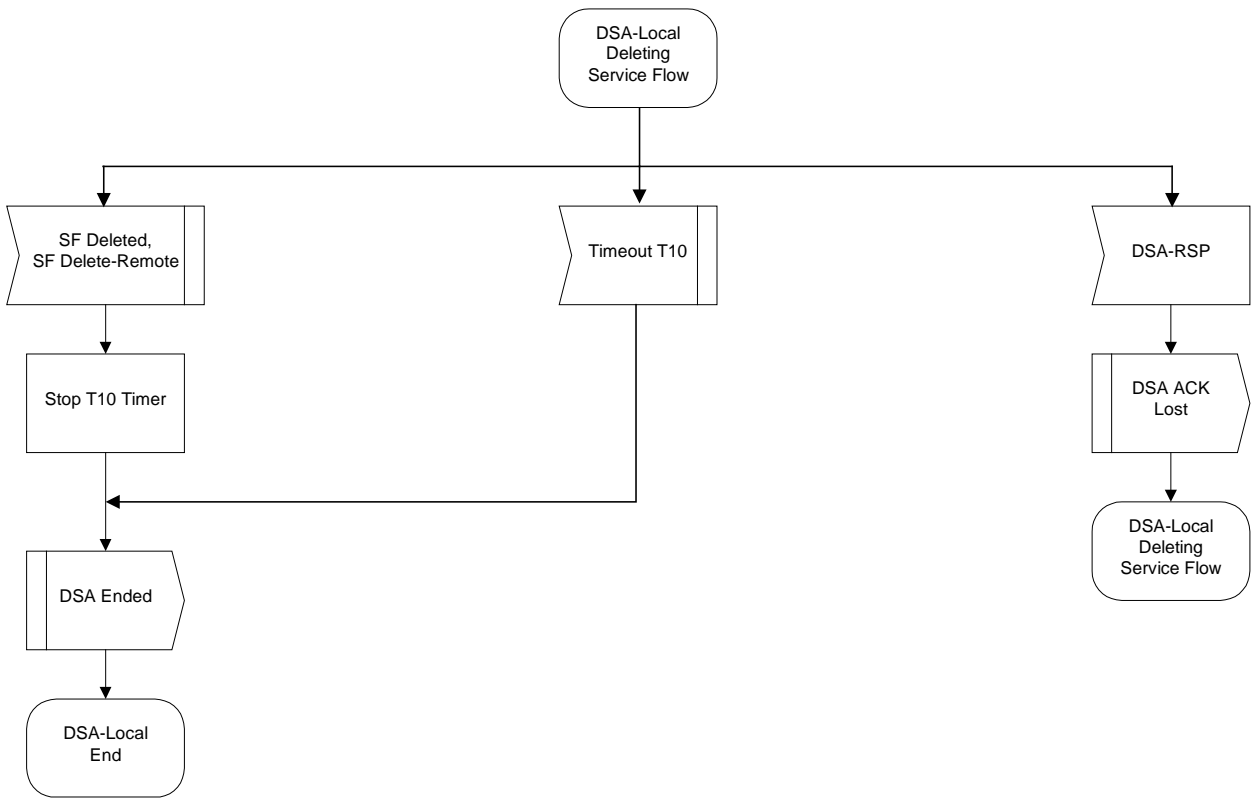 DSA-Local
Deleting
Service Flow
SF Deleted,
SF Delete-Remote
Timeout T10
DSA-RSP
Stop T10 Timer
DSA ACK
Lost
DSA-Local
Deleting
Service Flow
DSA Ended
DSA-Local
End